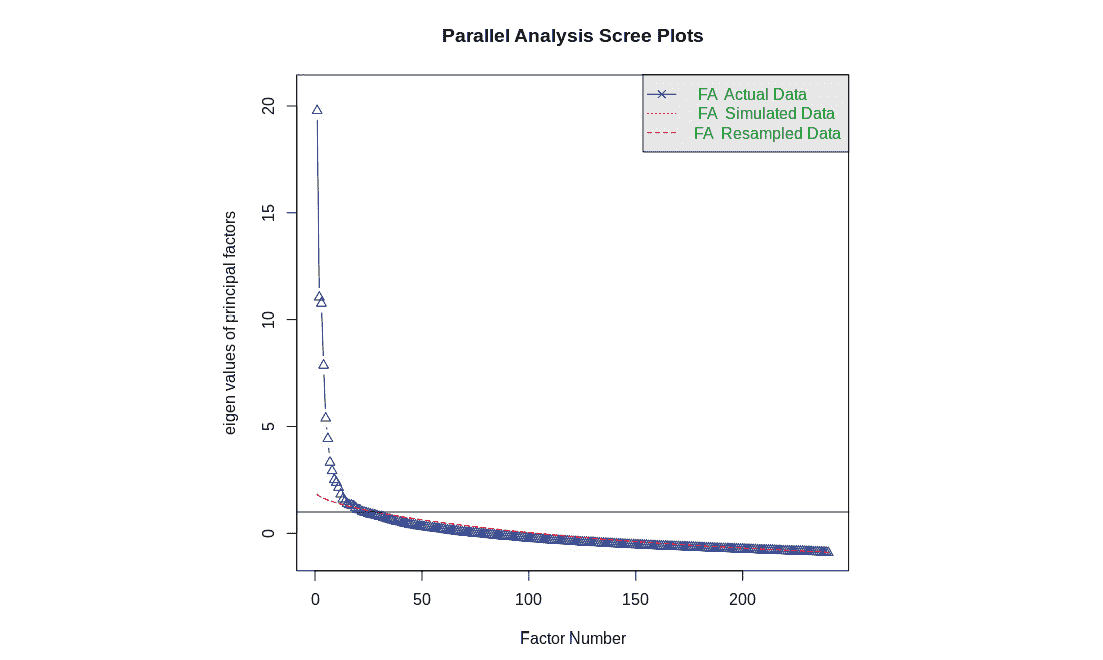 Parallel Analysis Scree Plots
FA Actual Data
FA Simulated Data
FA Resampled Data
eigen values of principal factors
20
15
10
5
0
0 50 100 150 200
Factor Number